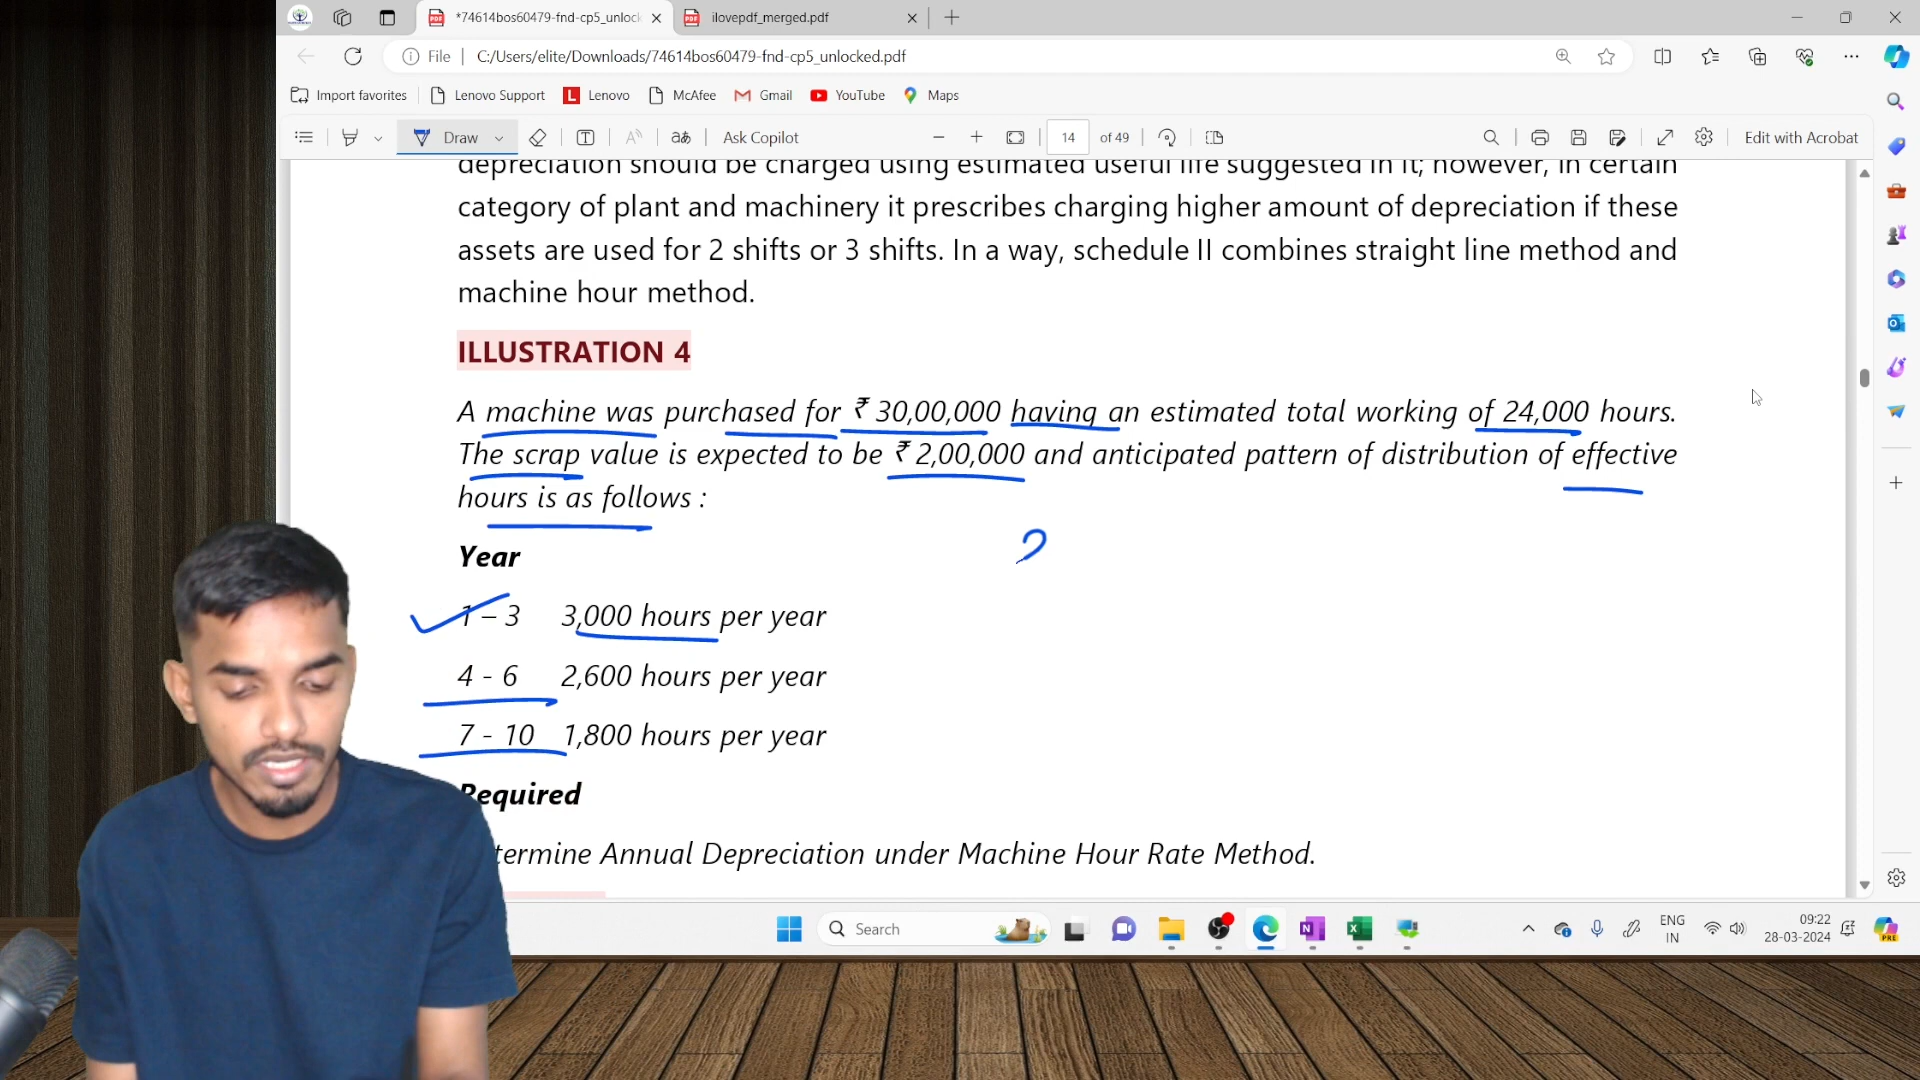 *74614bos60479-fnd-cp5_unlock
ilovepdf_merged.pdf
File
C:/Users/elite/Downloads/74614bos60479-fnd-cp5_unlocked.pdf
Import favorites
Lenovo Support
L Lenovo
McAfee
Gmail
YouTube
Maps
Draw
Ask Copilot
14 of 49
Edit with Acrobat
depreciation should be charged using estimated useful life suggested in it; however, in certain
category of plant and machinery it prescribes charging higher amount of depreciation if these
assets are used for 2 shifts or 3 shifts. In a way, schedule II combines straight line method and
machine hour method.
ILLUSTRATION 4
A machine was purchased for ₹ 30,00,000 having an estimated total working of 24,000 hours.
The scrap value is expected to be ₹ 2,00,000 and anticipated pattern of distribution of effective
hours is as follows :
Year
1 – 3 3,000 hours per year
4 - 6 2,600 hours per year
7 - 10 1,800 hours per year
Required
termine Annual Depreciation under Machine Hour Rate Method.
Search
ENG
IN
09:22
28-03-2024